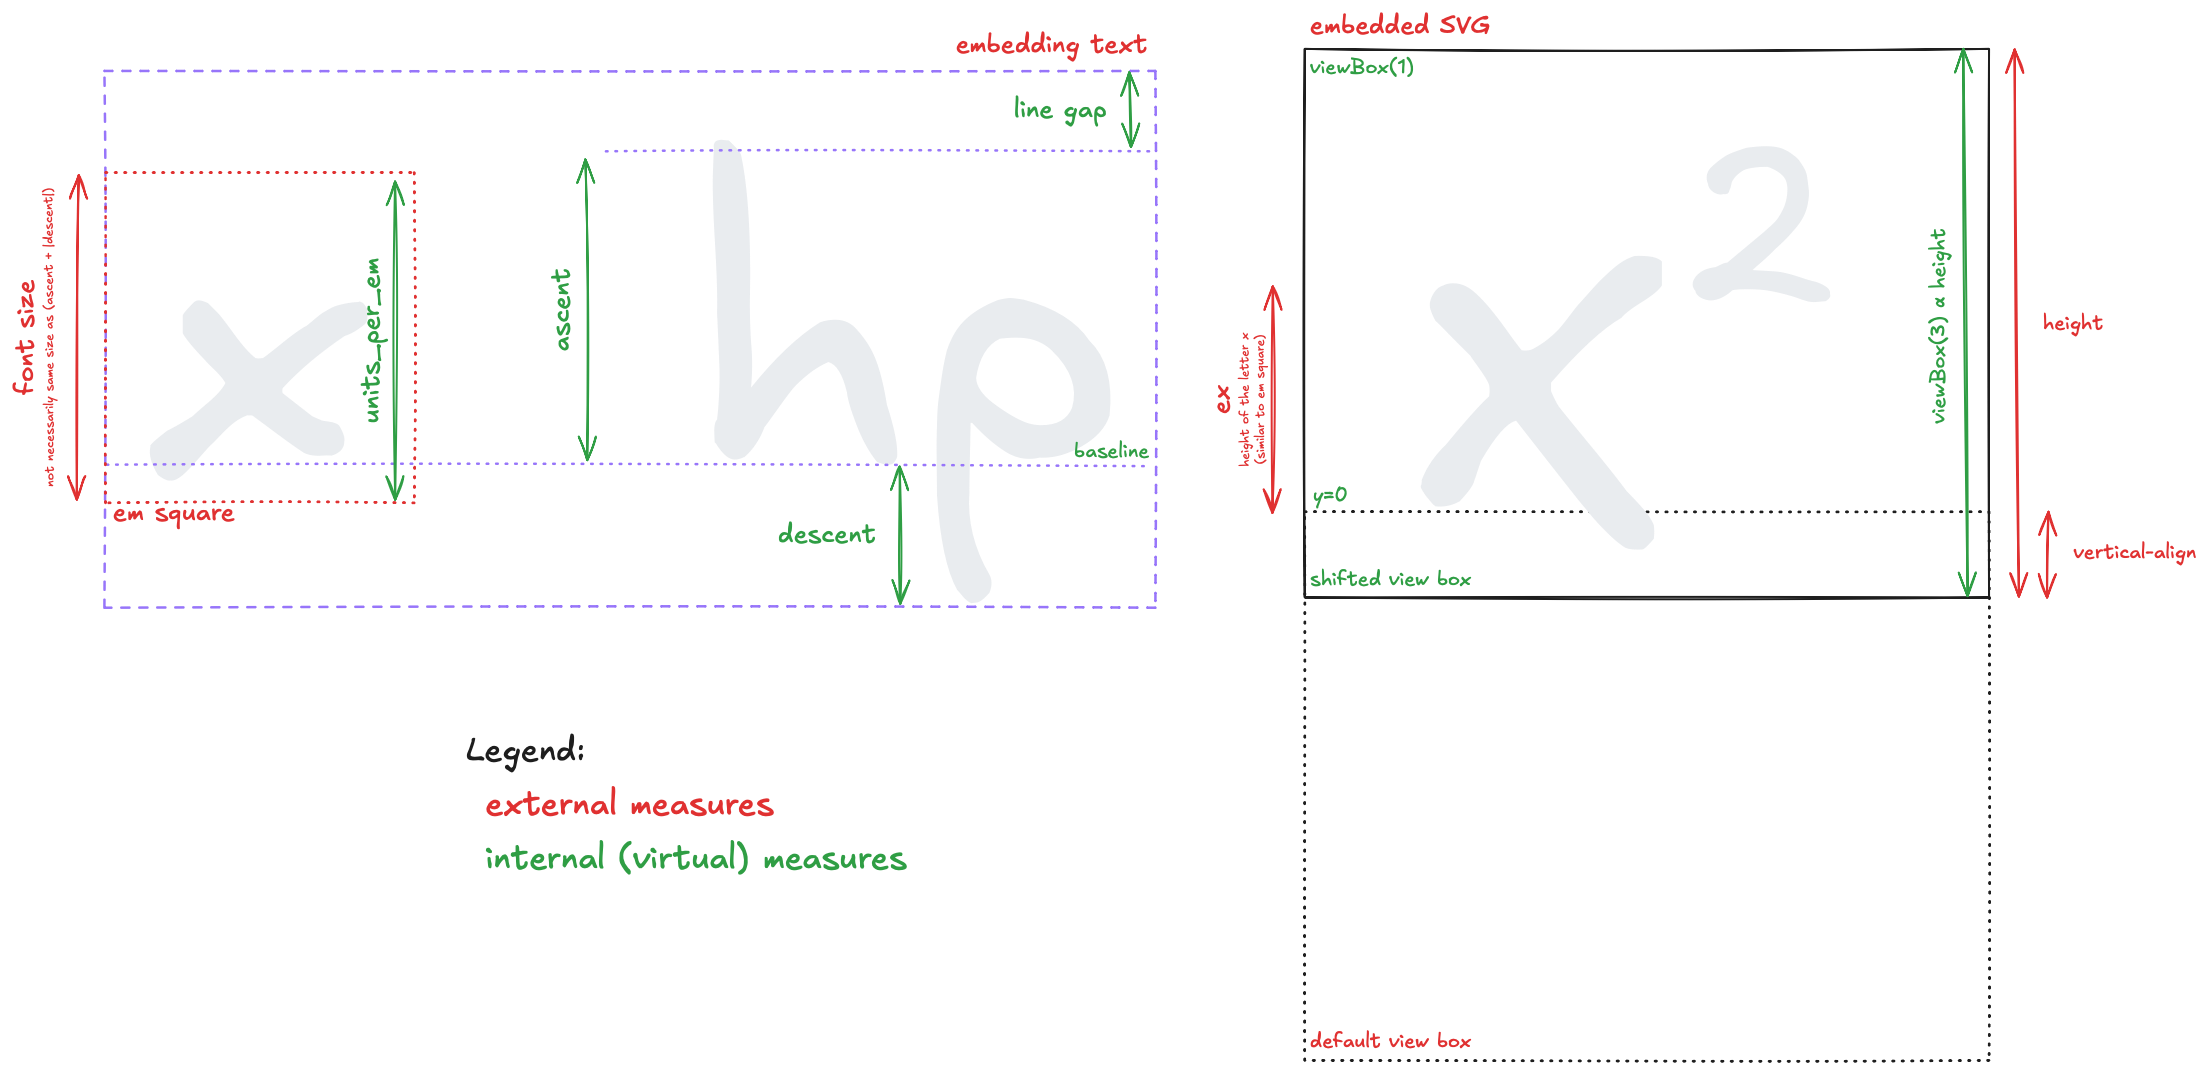 embedding text
line gap
font size
not necessarily same size as (ascent + |descent|)
units_per_em
em square
x
ascent
hp
baseline
descent
Legend:
external measures
internal (virtual) measures
embedded SVG
viewBox(1)
x2
ex
height of the letter x
(similar to em square)
viewBox(3) α height
height
y=0
vertical-align
shifted view box
default view box